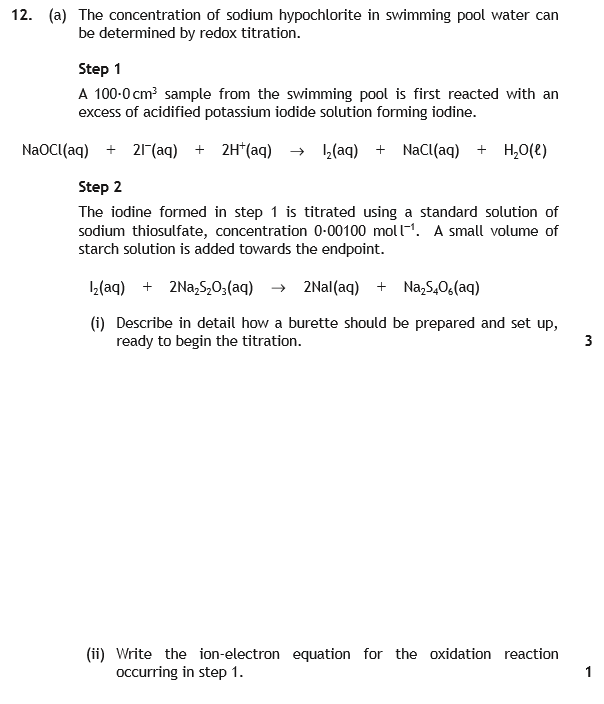 12. (a) The concentration of sodium hypochlorite in swimming pool water can
be determined by redox titration.
Step 1
A 100·0 cm³ sample from the swimming pool is first reacted with an
excess of acidified potassium iodide solution forming iodine.
NaOCl(aq) + 2I⁻(aq) + 2H⁺(aq) → I₂(aq) + NaCl(aq) + H₂O(ℓ)
Step 2
The iodine formed in step 1 is titrated using a standard solution of
sodium thiosulfate, concentration 0·00100 mol l⁻¹. A small volume of
starch solution is added towards the endpoint.
I₂(aq) + 2Na₂S₂O₃(aq) → 2NaI(aq) + Na₂S₄O₆(aq)
(i) Describe in detail how a burette should be prepared and set up,
ready to begin the titration. 3
(ii) Write the ion-electron equation for the oxidation reaction
occurring in step 1. 1